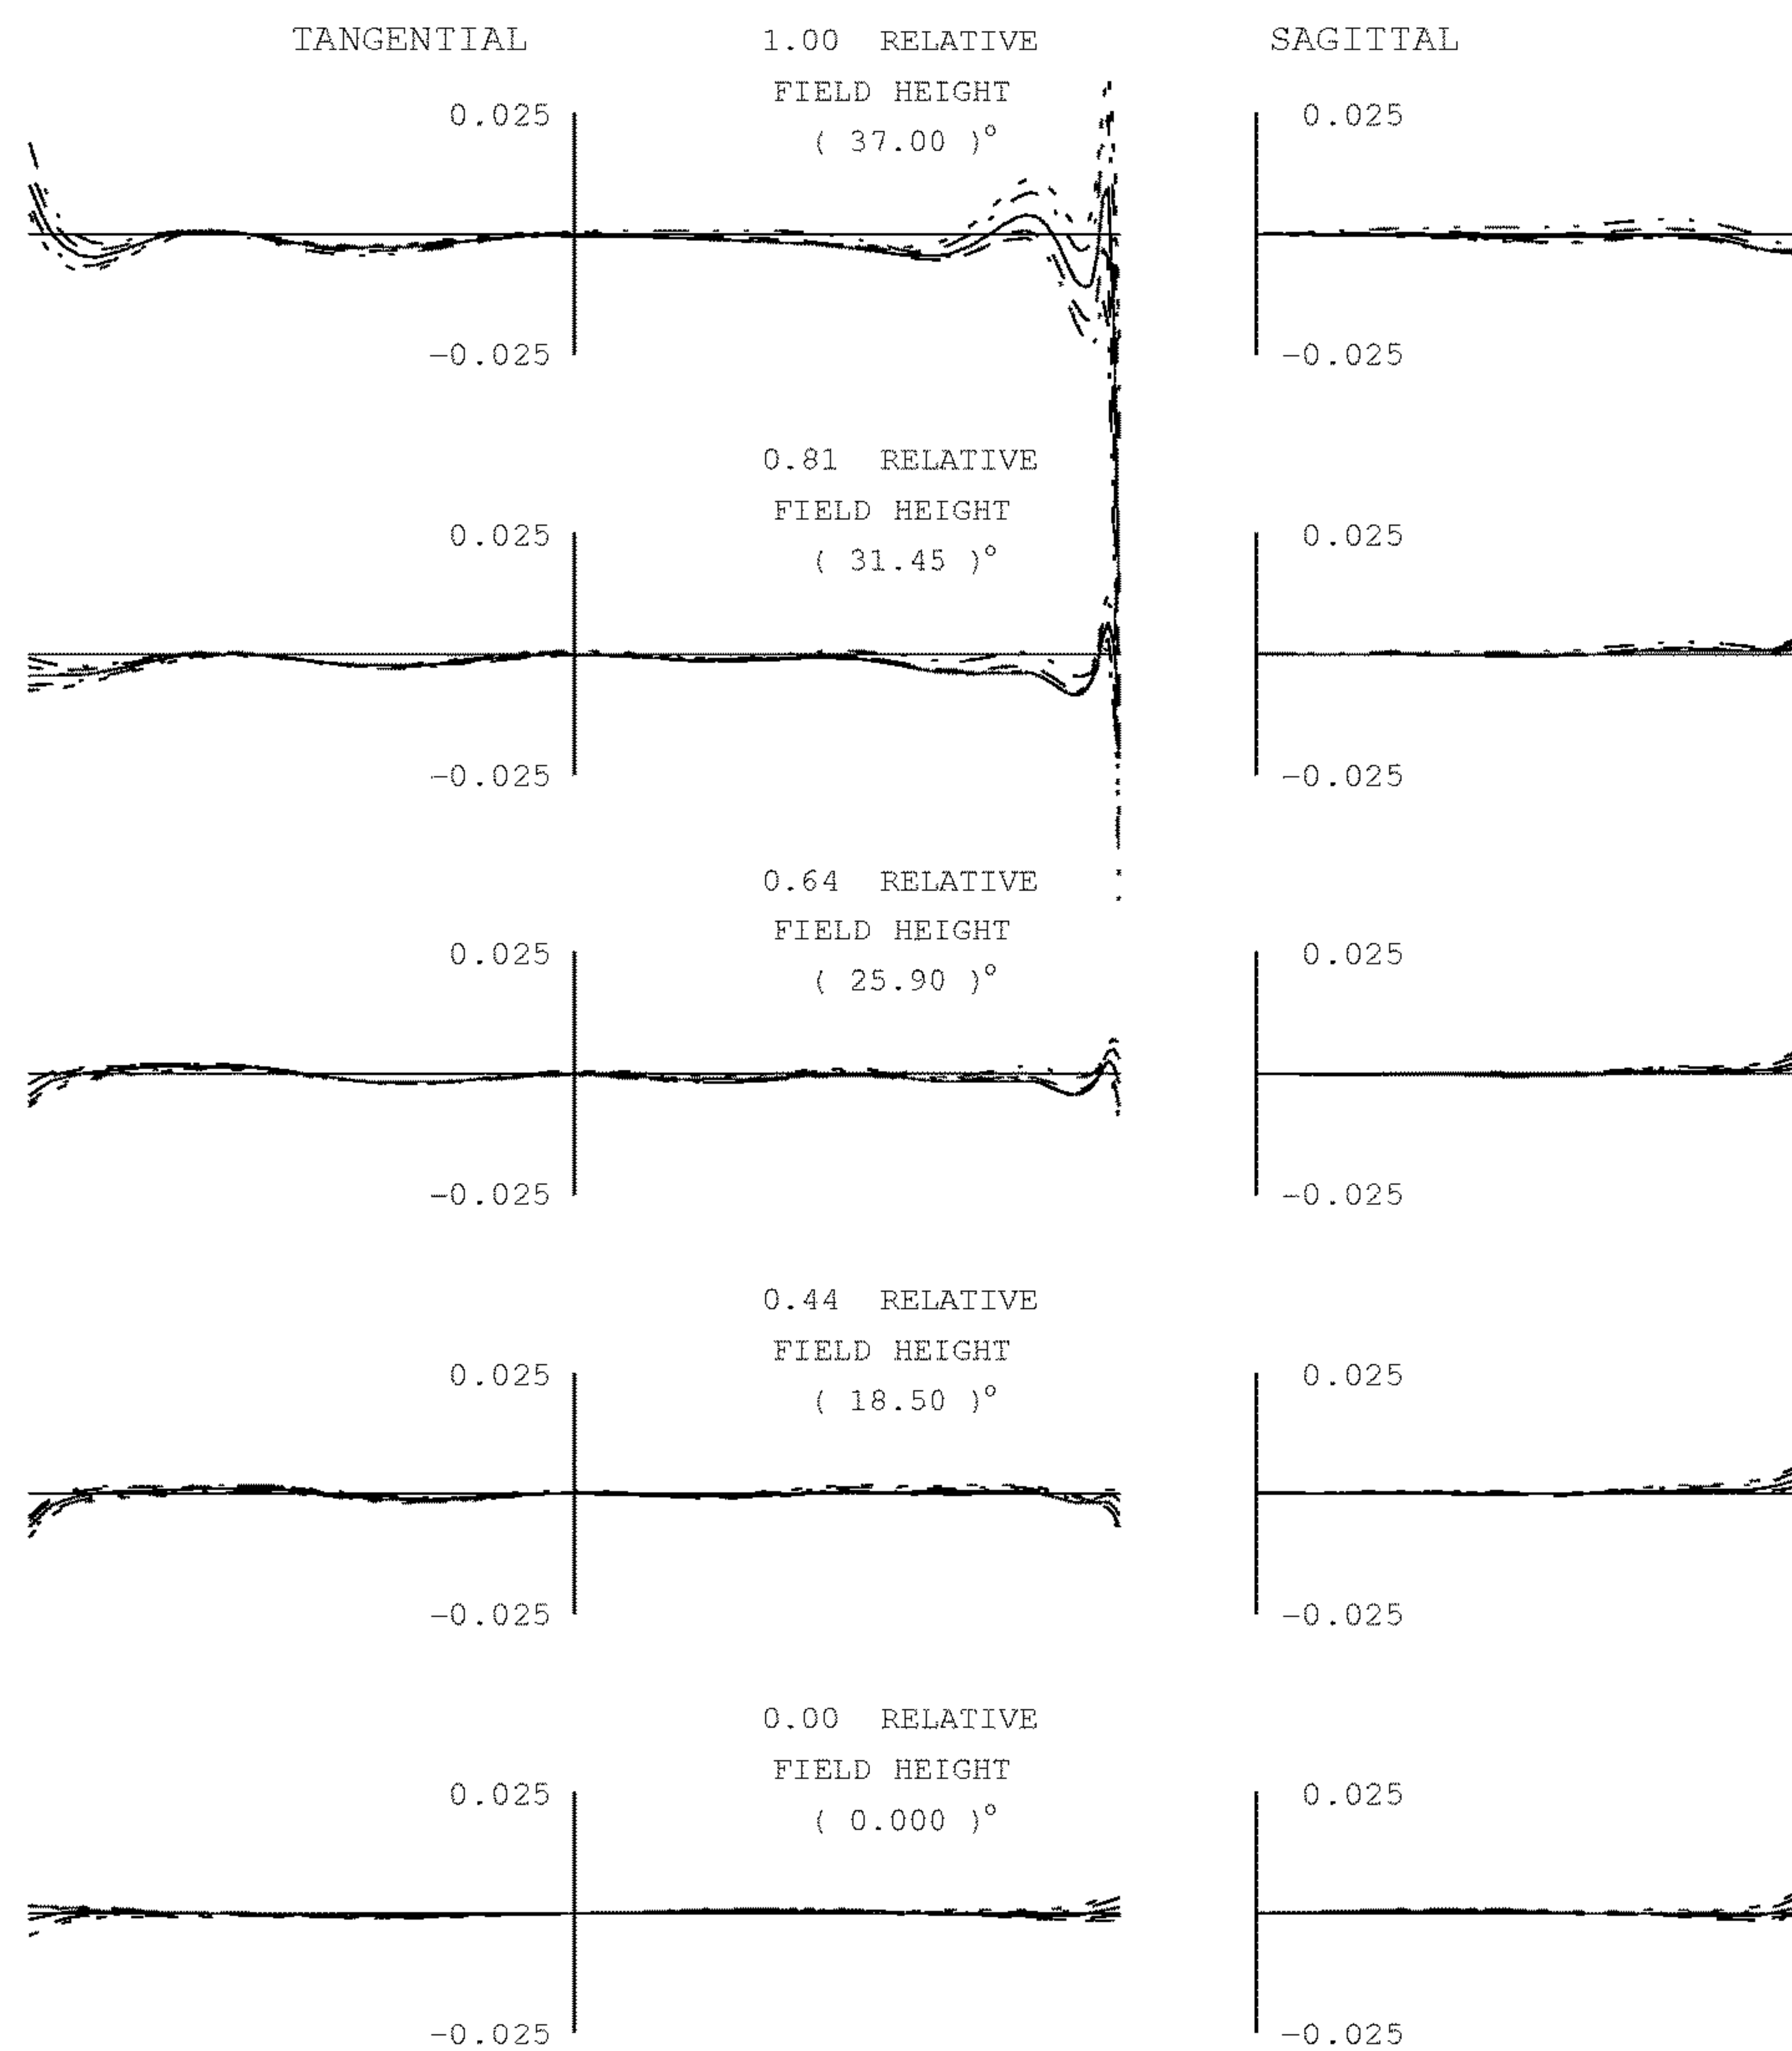 TANGENTIAL 1.00 RELATIVE SAGITTAL
FIELD HEIGHT
0.025 ( 37.00 )° 0.025
-0.025 -0.025
0.81 RELATIVE
FIELD HEIGHT
0.025 ( 31.45 )° 0.025
-0.025 -0.025
0.64 RELATIVE
FIELD HEIGHT
0.025 ( 25.90 )° 0.025
-0.025 -0.025
0.44 RELATIVE
FIELD HEIGHT
0.025 ( 18.50 )° 0.025
-0.025 -0.025
0.00 RELATIVE
FIELD HEIGHT
0.025 ( 0.000 )° 0.025
-0.025 -0.025